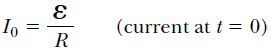 I₀ = ℰ / R (current at t = 0)